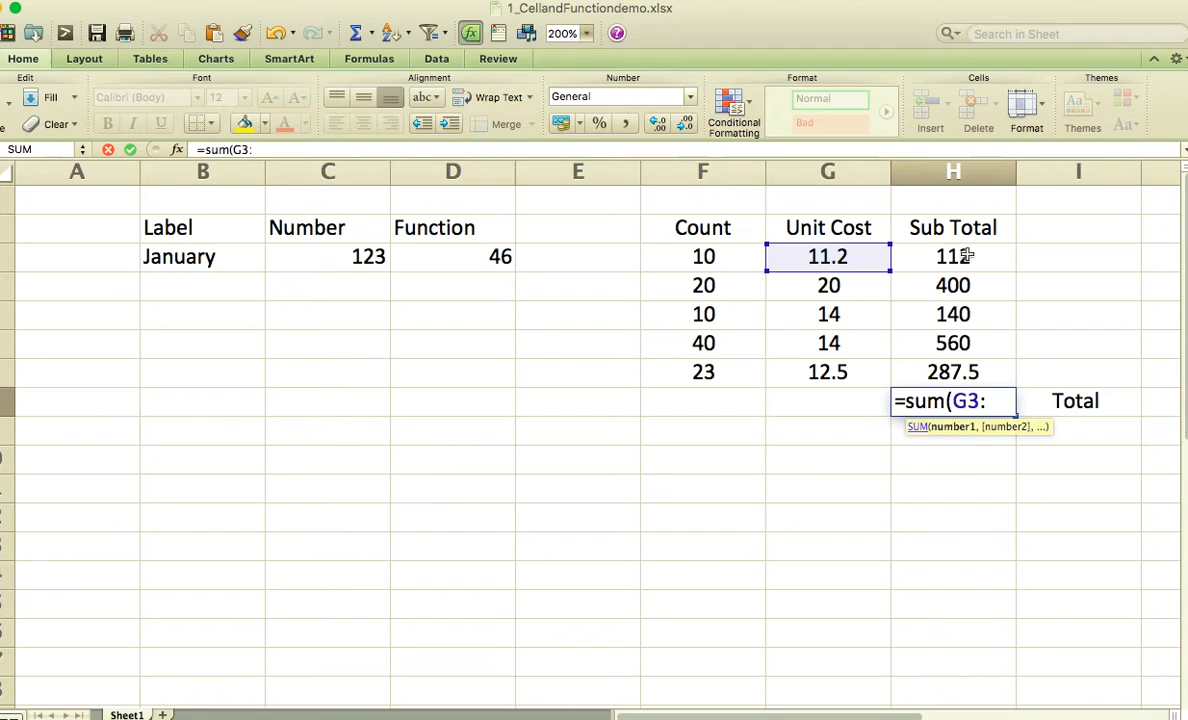 1_CellandFunctiondemo.xlsx
200%
Search in Sheet
Home Layout Tables Charts SmartArt Formulas Data Review
Edit Font Alignment Number Format Cells Themes
Fill Calibri (Body) 12 abc Wrap Text General Normal
Clear B I U A Merge % , Conditional Formatting Bad Insert Delete Format Themes Aa
SUM fx =sum(G3:
A B C D E F G H I
Label Number Function Count Unit Cost Sub Total
January 123 46 10 11.2 112
20 20 400
10 14 140
40 14 560
23 12.5 287.5
=sum(G3: Total
SUM(number1, [number2], ...)
Sheet1